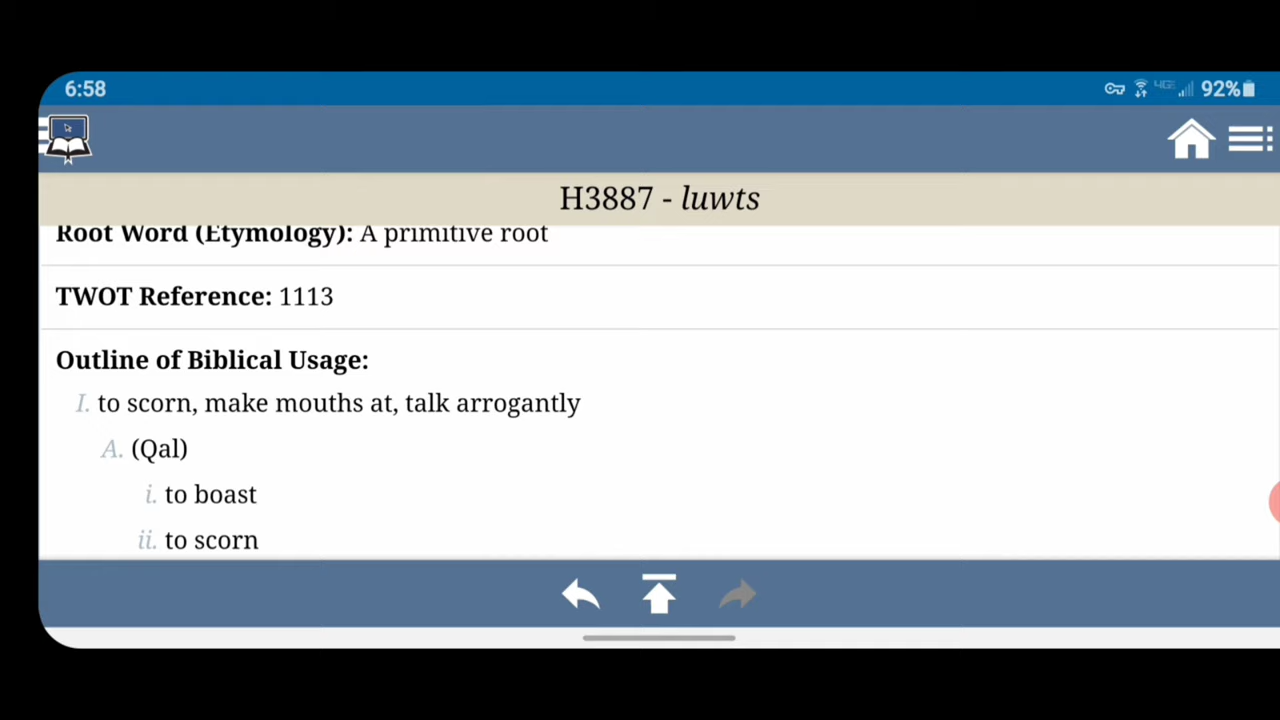 6:58
4GE 92%
H3887 - luwts
Root Word (Etymology): A primitive root
TWOT Reference: 1113
Outline of Biblical Usage:
I. to scorn, make mouths at, talk arrogantly
A. (Qal)
i. to boast
ii. to scorn